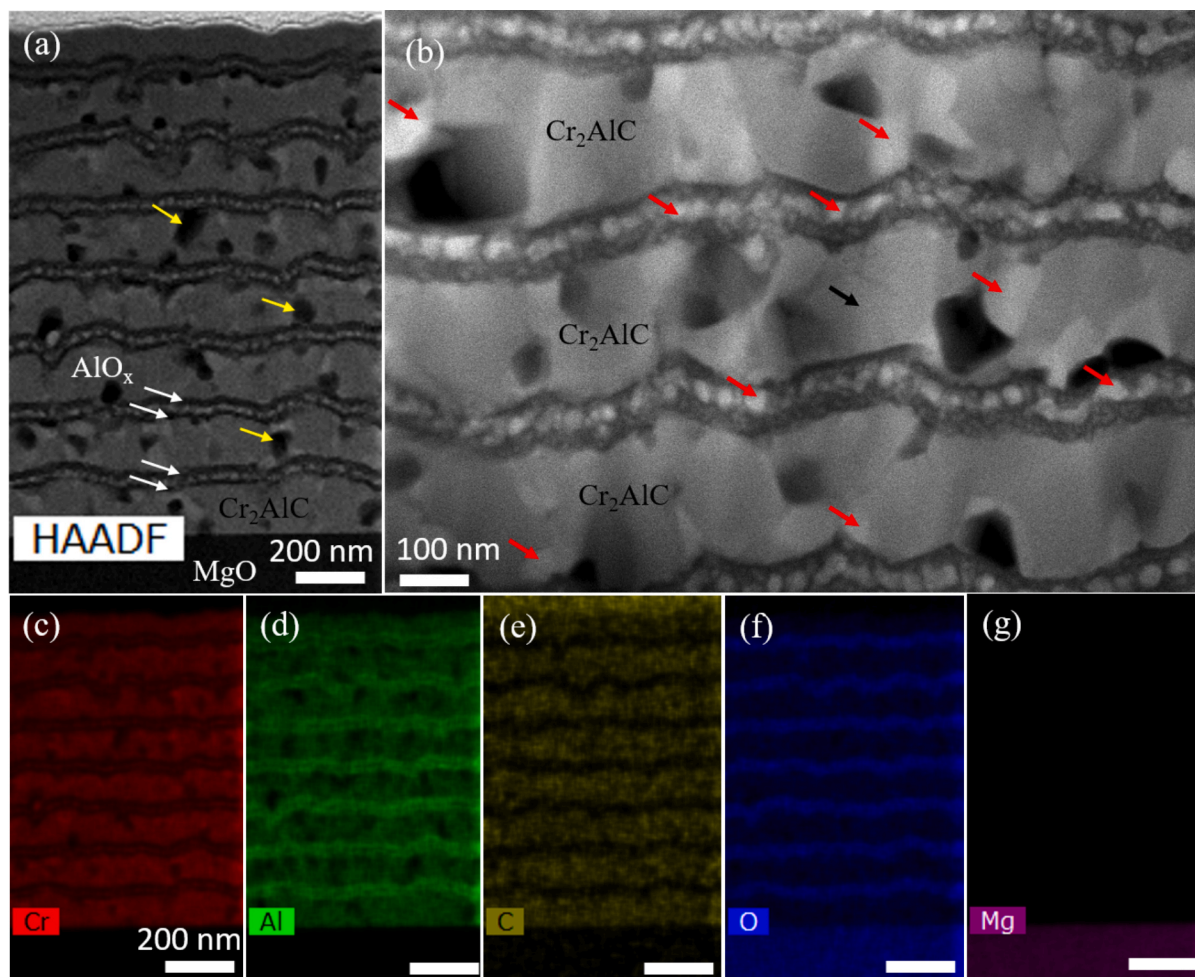 (a)
AlOₓ
Cr₂AlC
HAADF
200 nm
MgO
(b)
Cr₂AlC
Cr₂AlC
Cr₂AlC
100 nm
(c)
Cr
200 nm
(d)
Al
(e)
C
(f)
O
(g)
Mg